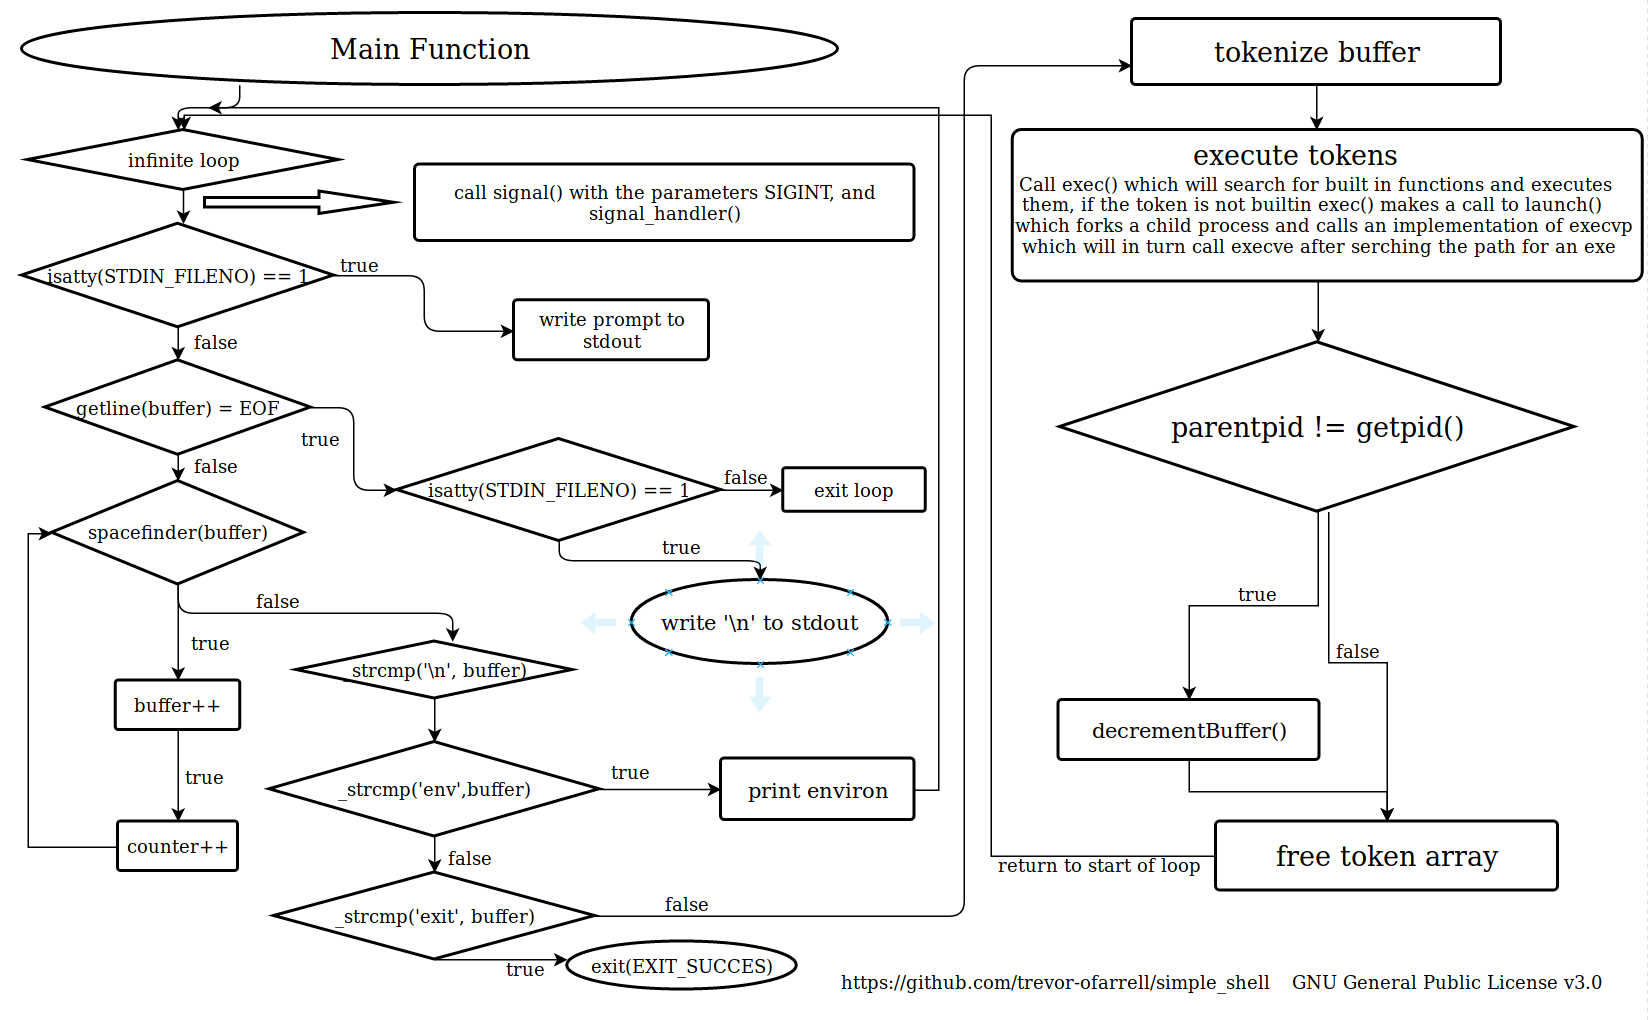 Main Function
infinite loop
call signal() with the parameters SIGINT, and
signal_handler()
isatty(STDIN_FILENO) == 1
true
write prompt to
stdout
false
getline(buffer) = EOF
true
false
isatty(STDIN_FILENO) == 1
false
exit loop
true
write '\n' to stdout
spacefinder(buffer)
false
true
_strcmp('\n', buffer)
buffer++
true
counter++
_strcmp('env',buffer)
true
print environ
false
_strcmp('exit', buffer)
false
true
exit(EXIT_SUCCES)
tokenize buffer
execute tokens
Call exec() which will search for built in functions and executes
them, if the token is not builtin exec() makes a call to launch()
which forks a child process and calls an implementation of execvp
which will in turn call execve after serching the path for an exe
parentpid != getpid()
true
false
decrementBuffer()
free token array
return to start of loop
https://github.com/trevor-ofarrell/simple_shell GNU General Public License v3.0